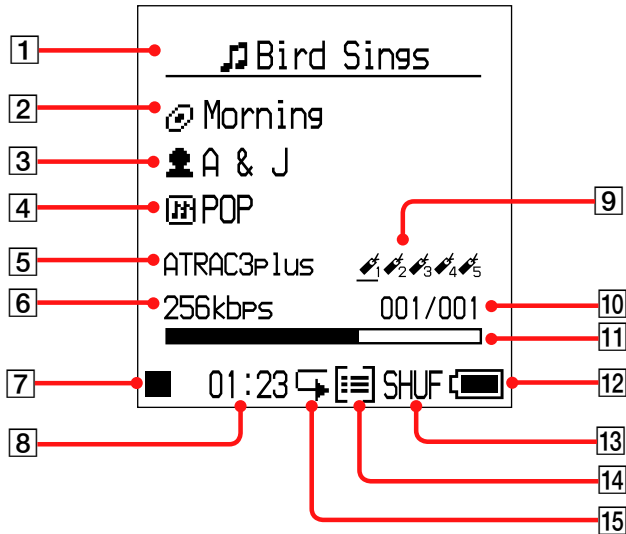 1 Bird Sings
2 Morning
3 A & J
4 POP
9
5 ATRAC3plus 1 2 3 4 5
6 256kbps 001/001 10
11
7 01:23 SHUF 12
8 13
14
15